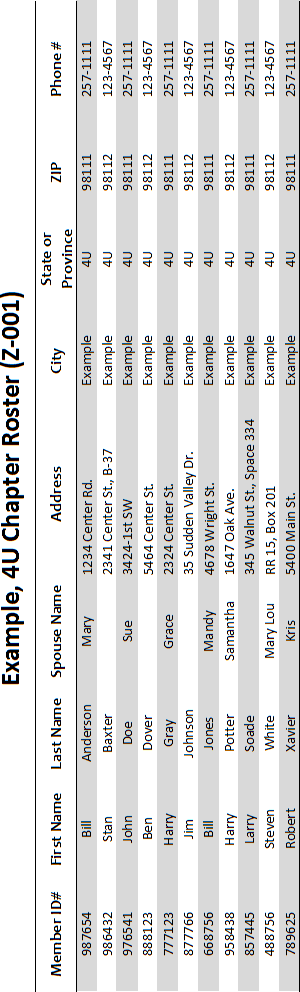 Example, 4U Chapter Roster (Z-001)
Member ID# First Name Last Name Spouse Name Address City State or Province ZIP Phone #
987654 Bill Anderson Mary 1234 Center Rd. Example 4U 98111 257-1111
986432 Stan Baxter 2341 Center St., B-37 Example 4U 98112 123-4567
976541 John Doe Sue 3424-1st SW Example 4U 98111 257-1111
888123 Ben Dover 5464 Center St. Example 4U 98112 123-4567
777123 Harry Gray Grace 2324 Center St. Example 4U 98111 257-1111
877766 Jim Johnson 35 Sudden Valley Dr. Example 4U 98112 123-4567
668756 Bill Jones Mandy 4678 Wright St. Example 4U 98111 257-1111
958438 Harry Potter Samantha 1647 Oak Ave. Example 4U 98112 123-4567
857445 Larry Soade 345 Walnut St., Space 334 Example 4U 98111 257-1111
488756 Steven White Mary Lou RR 15, Box 201 Example 4U 98112 123-4567
789625 Robert Xavier Kris 5400 Main St. Example 4U 98111 257-1111